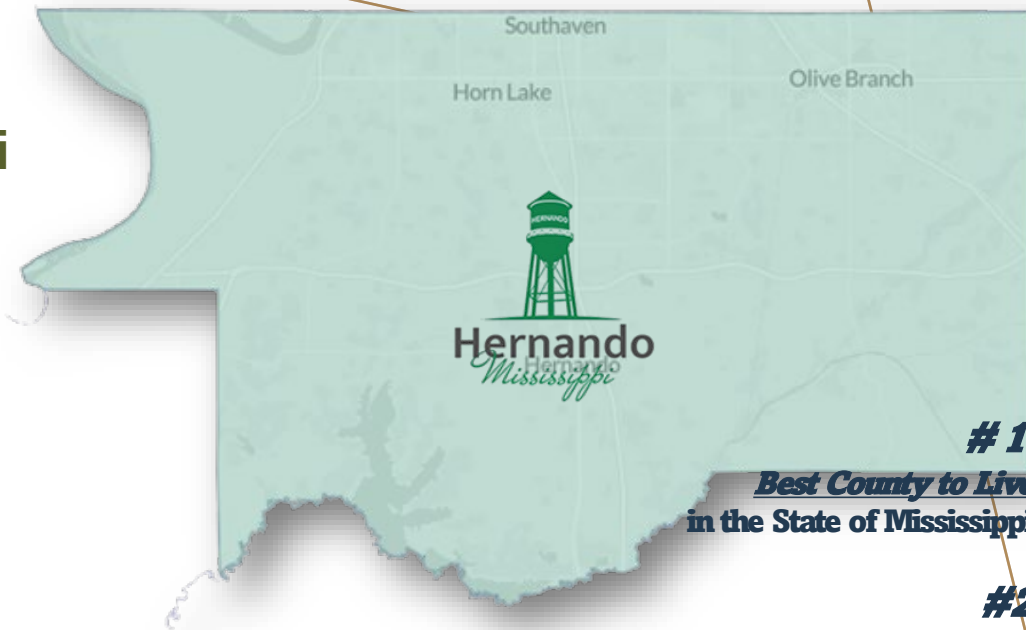 Southaven
Olive Branch
Horn Lake
i
HERNANDO
Hernando
Hernando
Mississippi
# 1
Best County to Live
in the State of Mississippi
#2